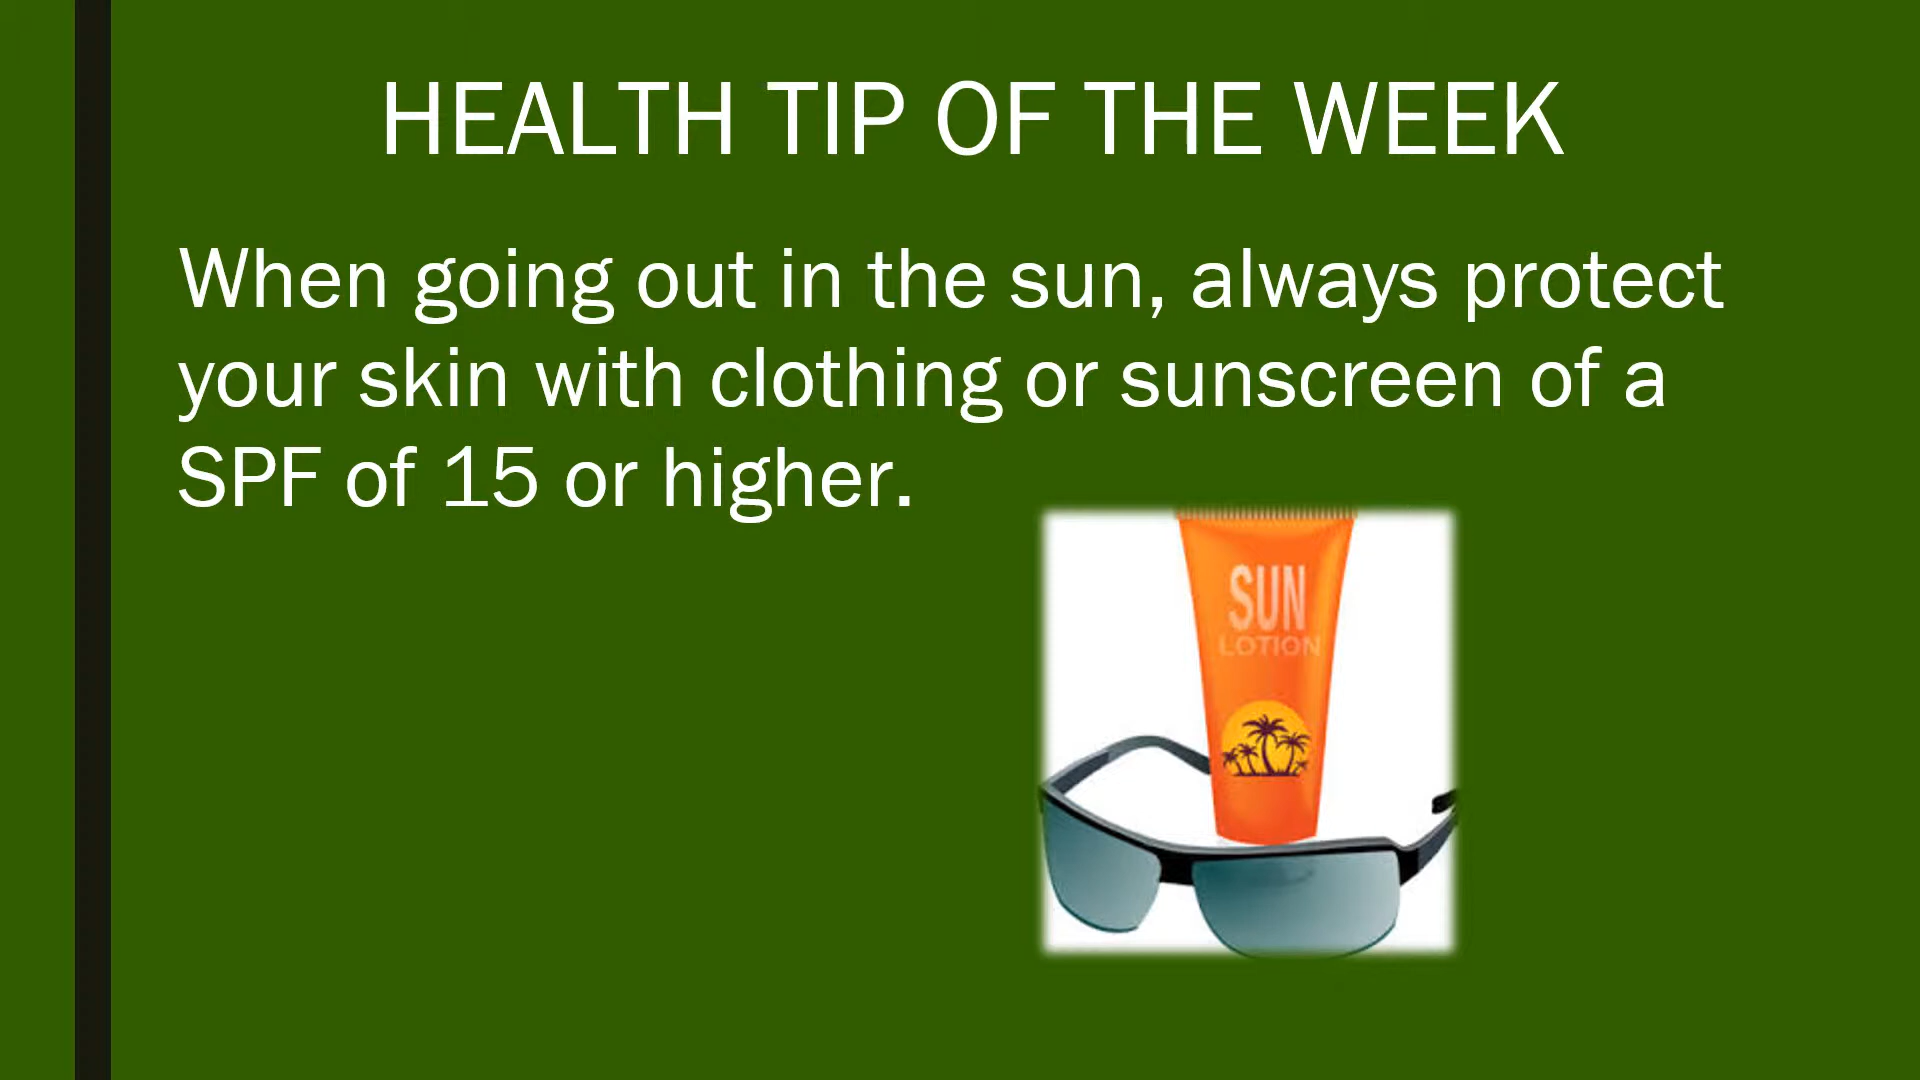 HEALTH TIP OF THE WEEK
When going out in the sun, always protect
your skin with clothing or sunscreen of a
SPF of 15 or higher.
SUN
LOTION